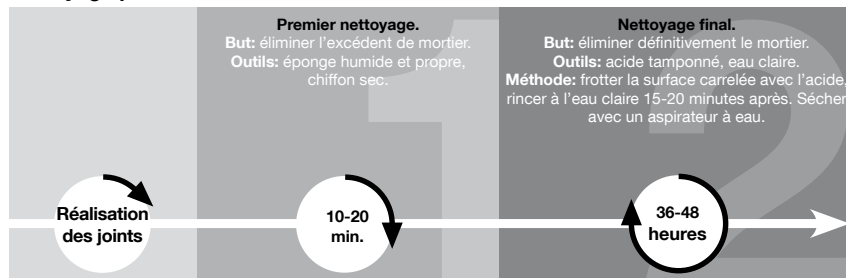 Premier nettoyage.
But: éliminer l'excédent de mortier.
Outils: éponge humide et propre,
chiffon sec.
Nettoyage final.
But: éliminer définitivement le mortier.
Outils: acide tamponné, eau claire.
Méthode: frotter la surface carrelée avec l'acide,
rincer à l'eau claire 15-20 minutes après. Sécher
avec un aspirateur à eau.
1
2
Réalisation
des joints
10-20
min.
36-48
heures